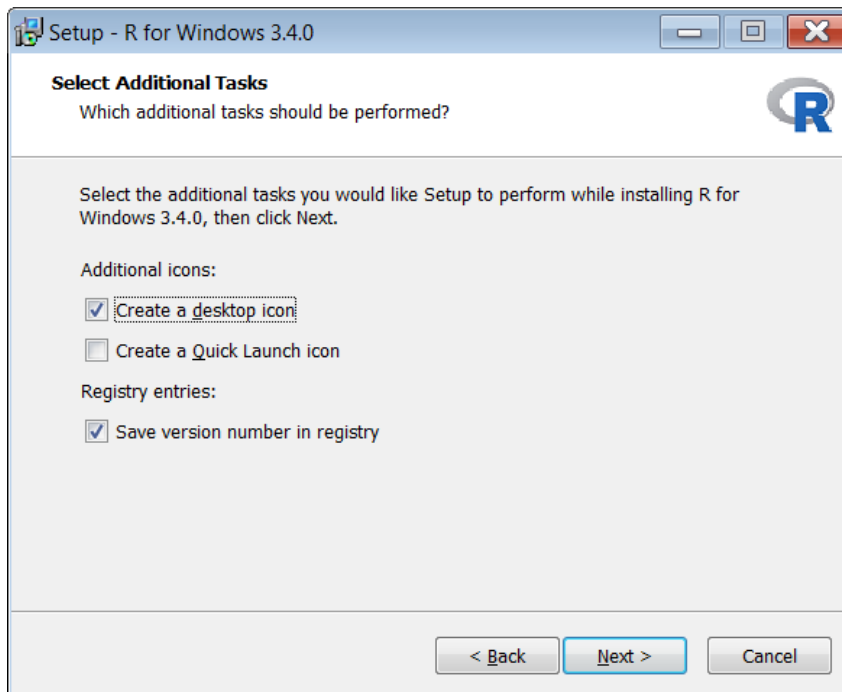 Setup - R for Windows 3.4.0
Select Additional Tasks
Which additional tasks should be performed?
R
Select the additional tasks you would like Setup to perform while installing R for
Windows 3.4.0, then click Next.
Additional icons:
Create a desktop icon
Create a Quick Launch icon
Registry entries:
Save version number in registry
< Back Next > Cancel